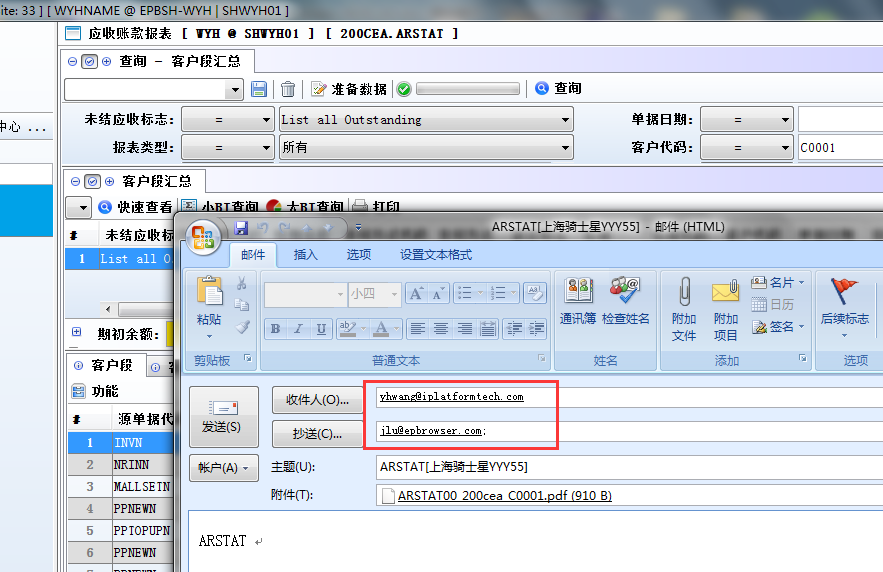 ite: 33 ] [ WYHNAME @ EPBSH-WYH | SHWYH01 ]
应收账款报表 [ WYH @ SHWYH01 ] [ 200CEA.ARSTAT ]
查询 - 客户段汇总
准备数据 查询
中心 ...
未结应收标志: = List all Outstanding 单据日期: =
报表类型: = 所有 客户代码: = C0001
客户段汇总
快速查看 小BI查询 大BI查询 打印
# 未结应收标
1 List all O
期初余额:
客户段
功能
# 源单据代
1 INVN
2 NRINN
3 MALLSETN
4 PPNEWN
5 PPTOPUPN
6 PPNEWN
ARSTAT[上海骑士星YYY55] - 邮件 (HTML)
邮件 插入 选项 设置文本格式
粘贴
剪贴板
小四
B I U ab A
普通文本
通讯簿 检查姓名
姓名
附加文件 附加项目 名片 日历 签名
添加
后续标志
选项
发送(S)
收件人(O)... yhwang@iplatformtech.com
抄送(C)... jlu@epbrowser.com;
帐户(A) 主题(U): ARSTAT[上海骑士星YYY55]
附件(T): ARSTAT00_200cea_C0001.pdf (910 B)
ARSTAT